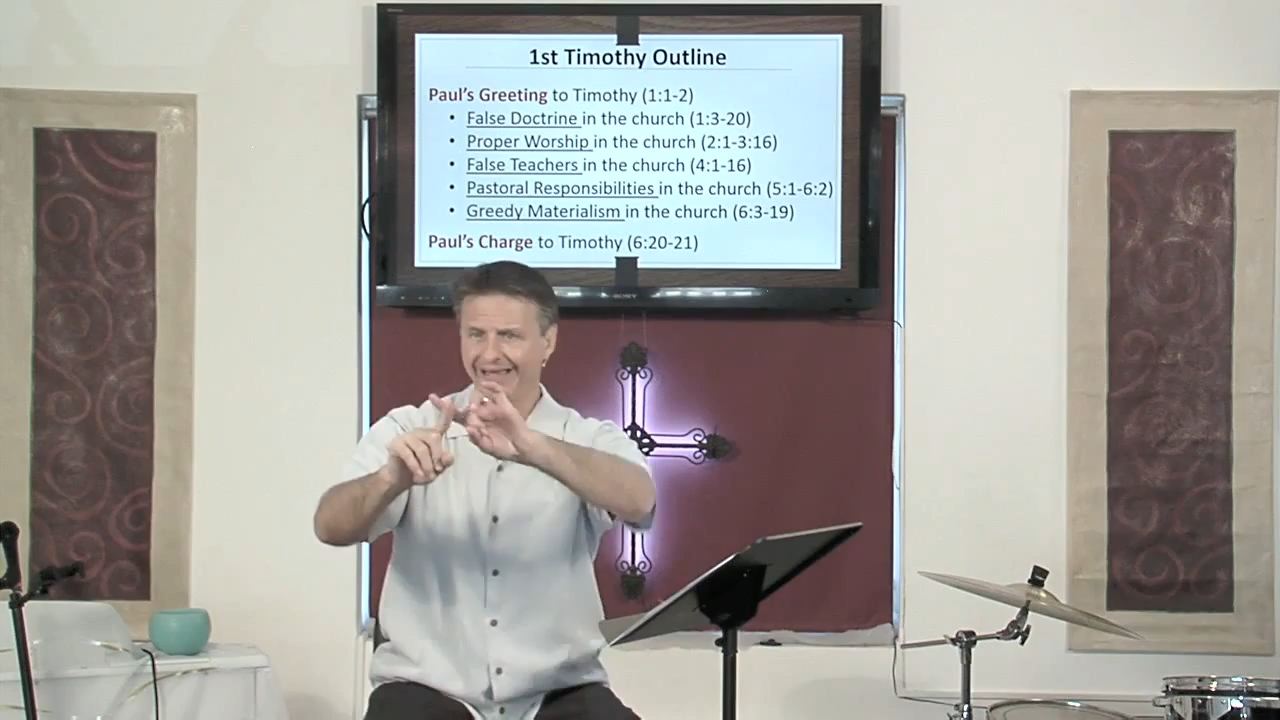 1st Timothy Outline
Paul's Greeting to Timothy (1:1-2)
• False Doctrine in the church (1:3-20)
• Proper Worship in the church (2:1-3:16)
• False Teachers in the church (4:1-16)
• Pastoral Responsibilities in the church (5:1-6:2)
• Greedy Materialism in the church (6:3-19)
Paul's Charge to Timothy (6:20-21)
SONY